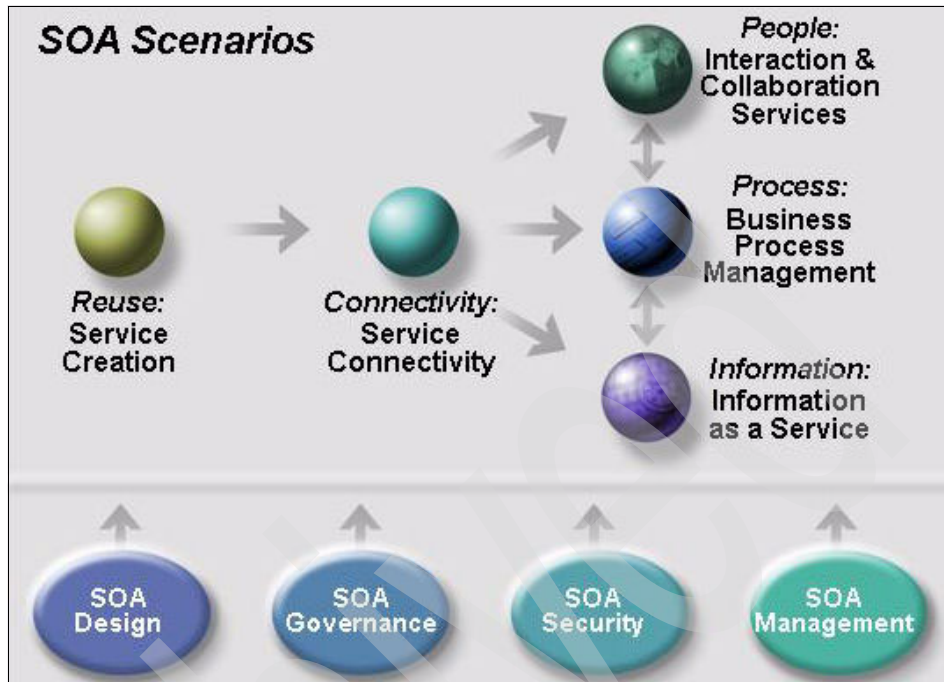 SOA Scenarios
People:
Interaction &
Collaboration
Services
Process:
Business
Process
Management
Reuse:
Service
Creation
Connectivity:
Service
Connectivity
Information:
Information
as a Service
SOA
Design
SOA
Governance
SOA
Security
SOA
Management